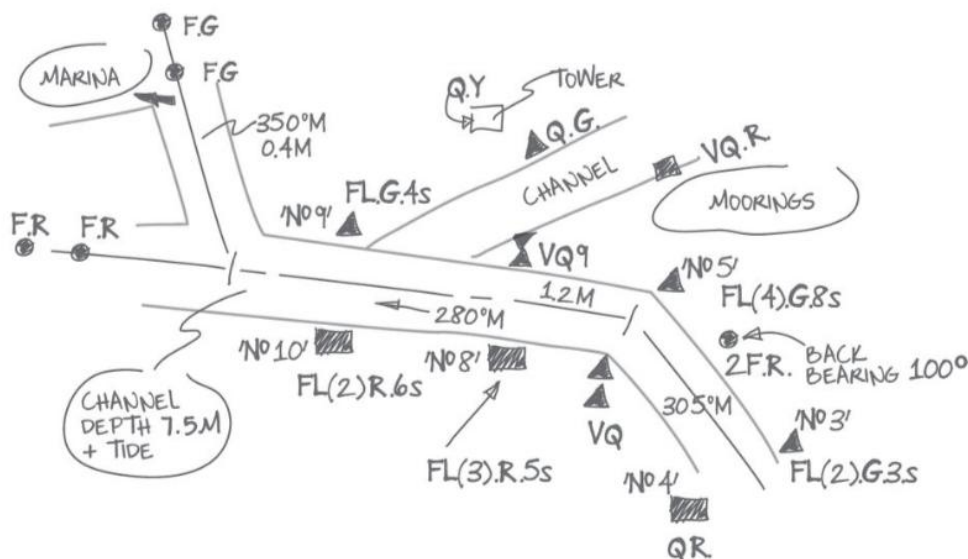 F.G
F.G
MARINA
350°M
0.4M
Q.Y
TOWER
Q.G.
CHANNEL
VQ.R.
MOORINGS
'No 9'
FL.G.4s
F.R
F.R
VQ9
'No 5'
FL(4).G.8s
1.2M
280°M
2F.R.
BACK
BEARING 100°
'No 10'
FL(2)R.6s
'No 8'
FL(3).R.5s
VQ
305°M
'No 3'
FL(2).G.3.s
'No 4'
QR.
CHANNEL
DEPTH 7.5M
+ TIDE